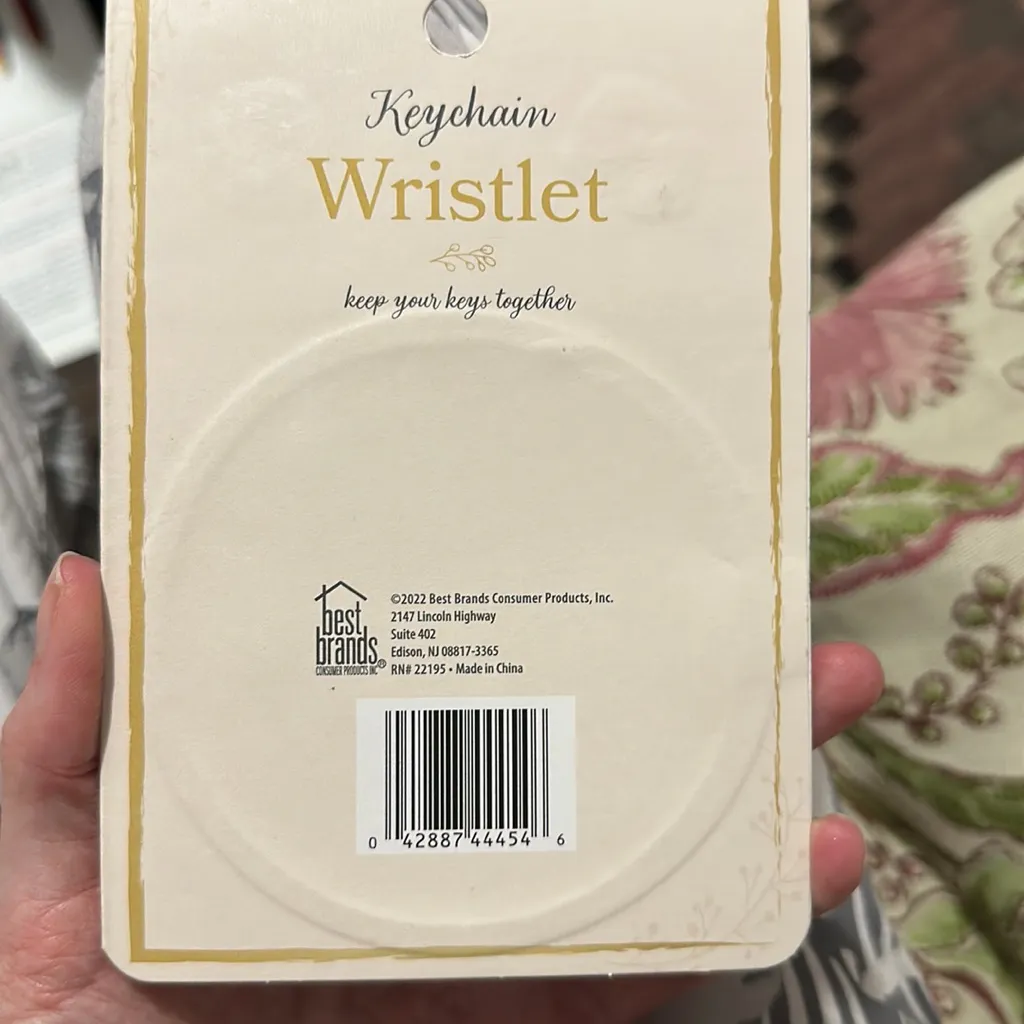 Keychain
Wristlet
keep your keys together
best
brands
CONSUMER PRODUCTS INC®
©2022 Best Brands Consumer Products, Inc.
2147 Lincoln Highway
Suite 402
Edison, NJ 08817-3365
RN# 22195 • Made in China
0 42887 44454 6